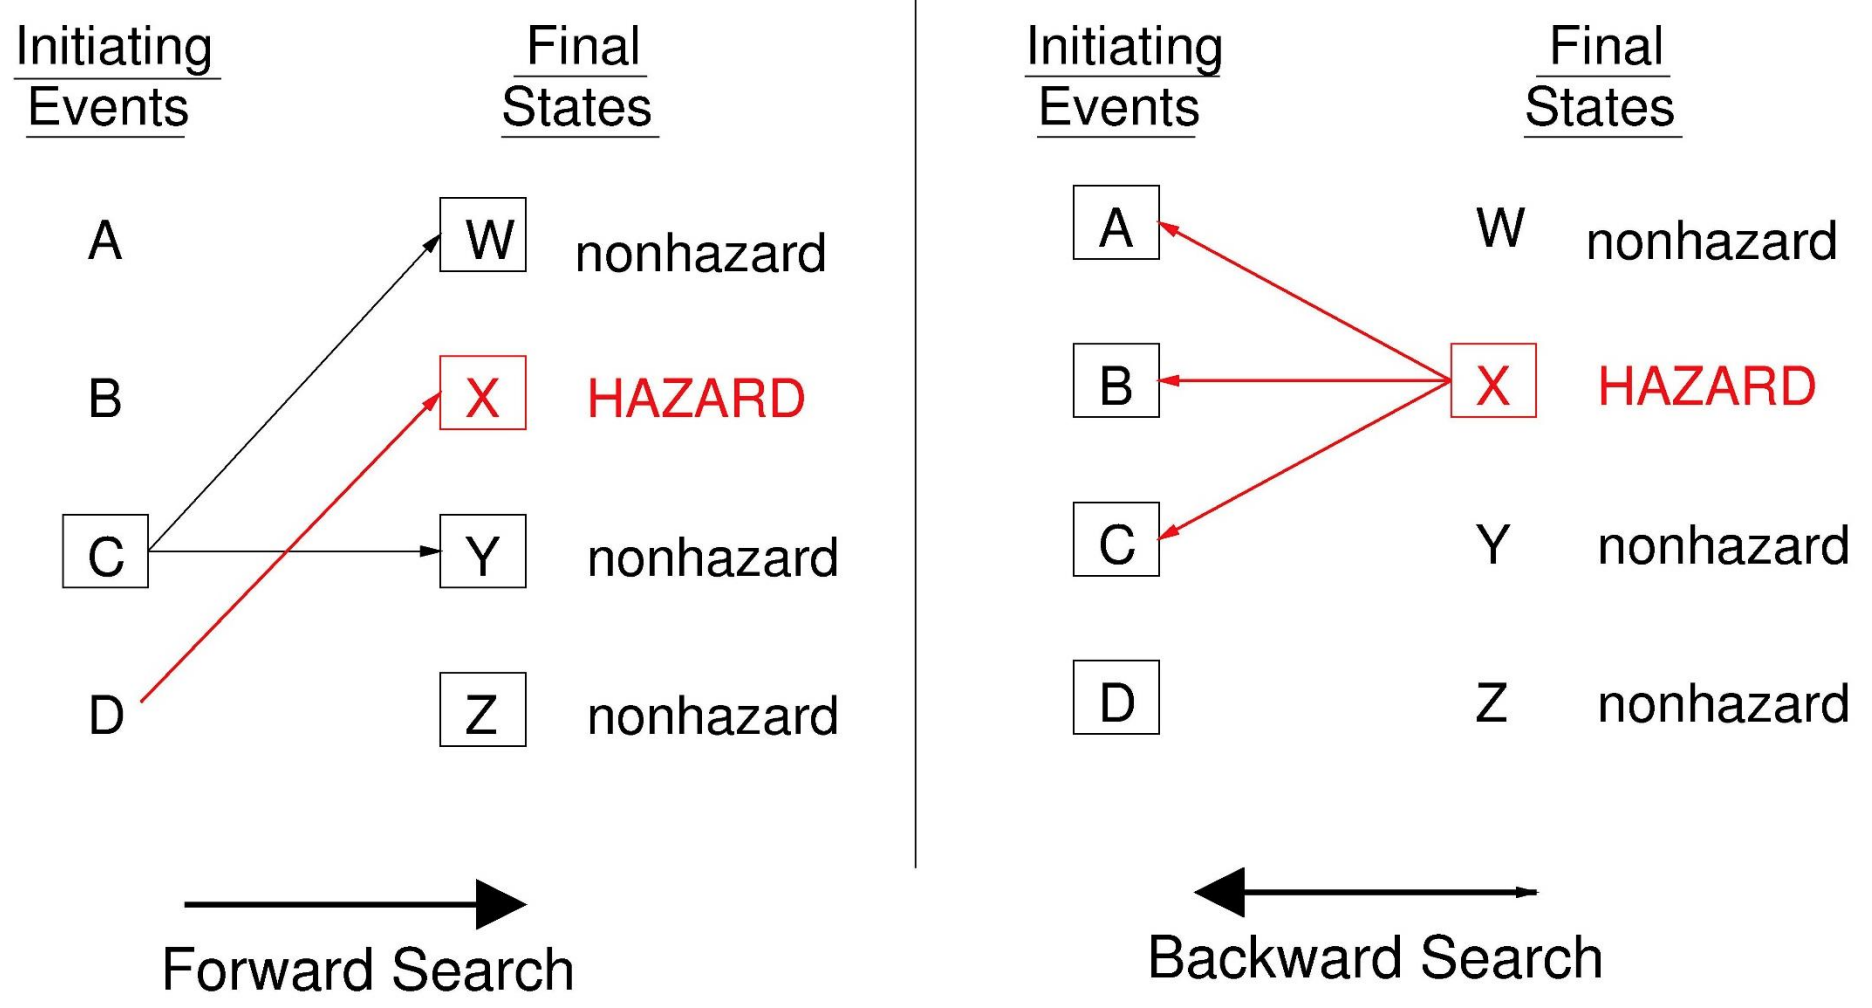 Initiating
Events
Final
States
A
W nonhazard
B
X HAZARD
C
Y nonhazard
D
Z nonhazard
Forward Search
Initiating
Events
Final
States
A
W nonhazard
B
X HAZARD
C
Y nonhazard
D
Z nonhazard
Backward Search